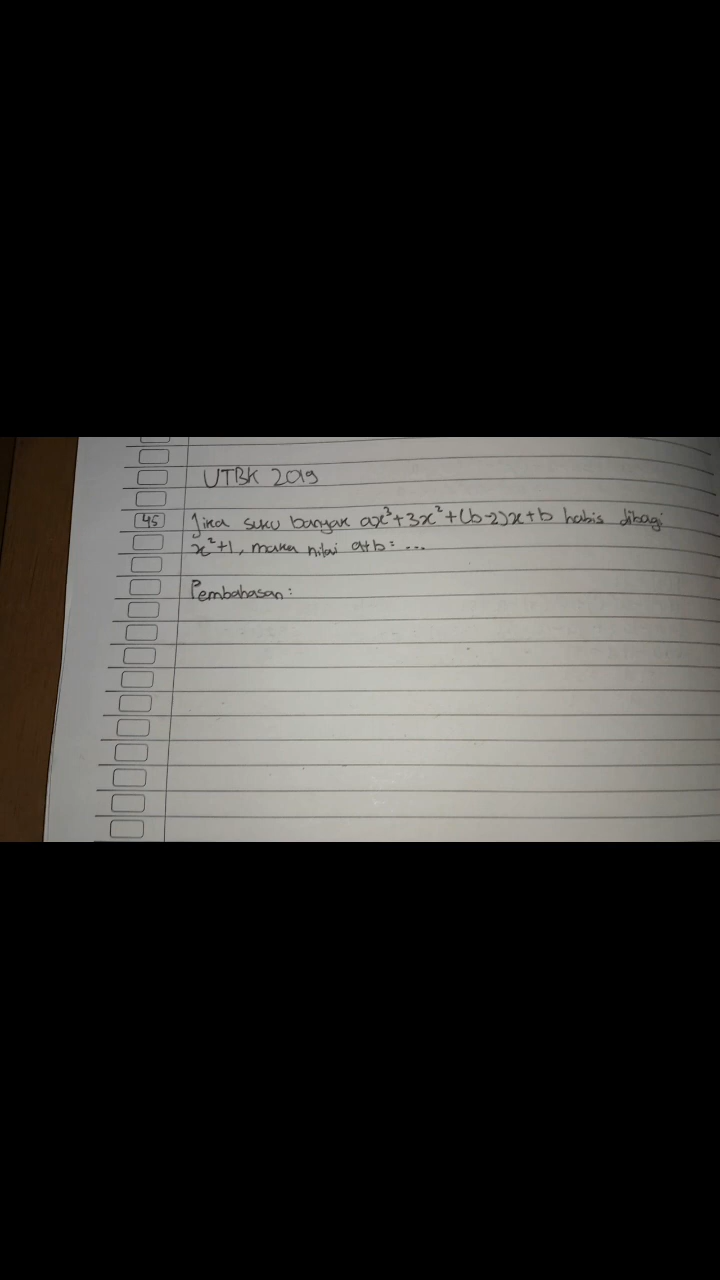 UTBK 2019
45 Jika suku banyak ax³+3x²+(b-2)x+b habis dibagi
x²+1, maka nilai a+b = ...
Pembahasan :